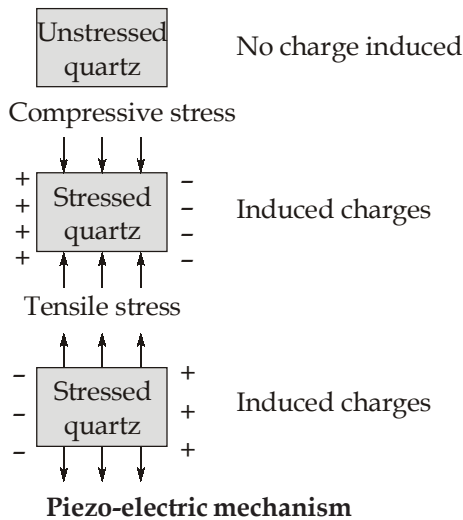 Unstressed
quartz
No charge induced
Compressive stress
+ –
+ Stressed –
+ quartz –
+ –
Induced charges
Tensile stress
– Stressed +
– quartz +
– +
Induced charges
Piezo-electric mechanism